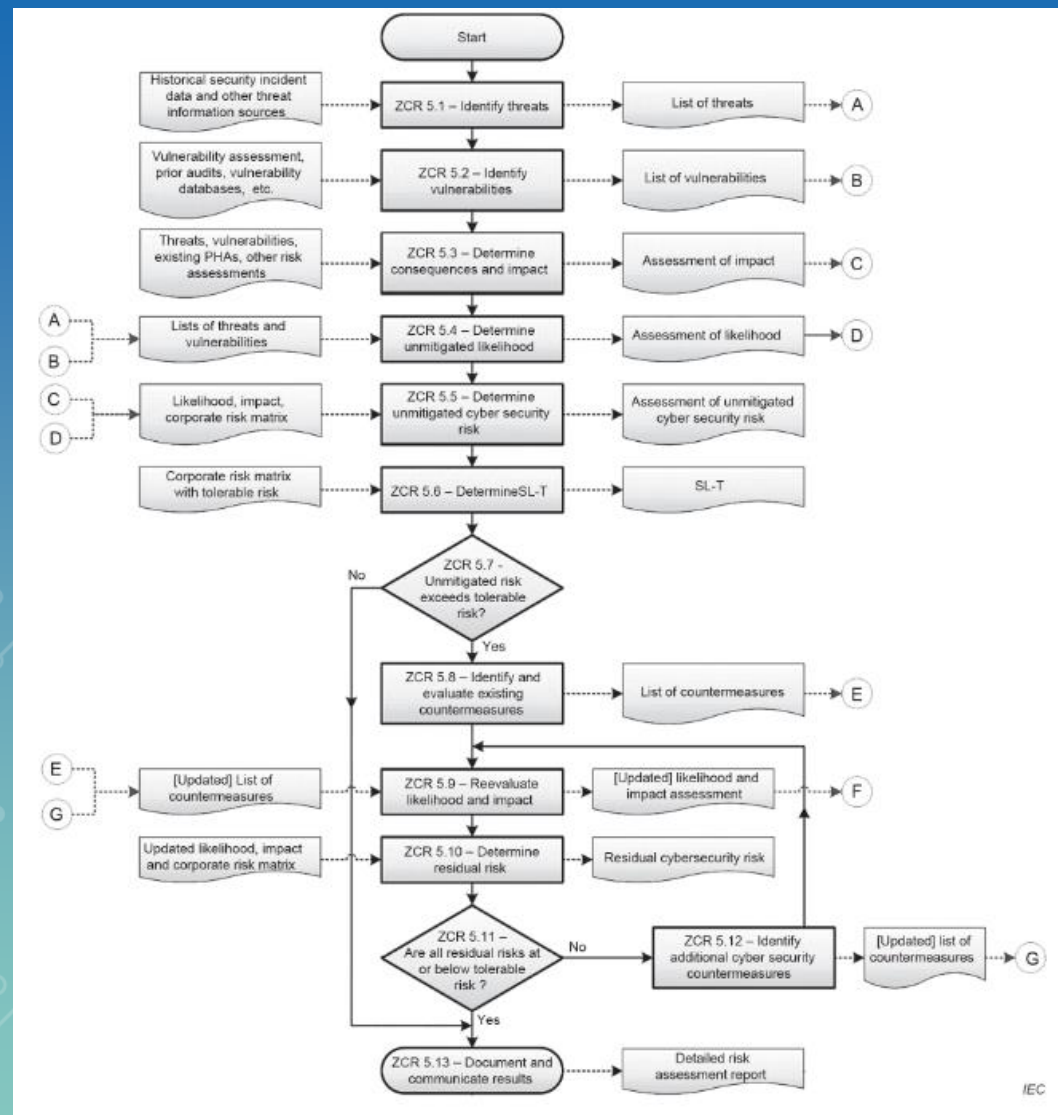 Start
Historical security incident
data and other threat
information sources
ZCR 5.1 – Identify threats
List of threats
A
Vulnerability assessment,
prior audits, vulnerability
databases, etc.
ZCR 5.2 – Identify
vulnerabilities
List of vulnerabilities
B
Threats, vulnerabilities,
existing PHAs, other risk
assessments
ZCR 5.3 – Determine
consequences and impact
Assessment of impact
C
A
B
Lists of threats and
vulnerabilities
ZCR 5.4 – Determine
unmitigated likelihood
Assessment of likelihood
D
C
D
Likelihood, impact,
corporate risk matrix
ZCR 5.5 – Determine
unmitigated cyber security
risk
Assessment of unmitigated
cyber security risk
Corporate risk matrix
with tolerable risk
ZCR 5.6 – DetermineSL-T
SL-T
ZCR 5.7 -
Unmitigated risk
exceeds tolerable
risk?
No
Yes
ZCR 5.8 – Identify and
evaluate existing
countermeasures
List of countermeasures
E
E
G
[Updated] List of
countermeasures
ZCR 5.9 – Reevaluate
likelihood and impact
[Updated] likelihood and
impact assessment
F
Updated likelihood, impact
and corporate risk matrix
ZCR 5.10 – Determine
residual risk
Residual cybersecurity risk
ZCR 5.11 –
Are all residual risks at
or below tolerable
risk ?
No
Yes
ZCR 5.12 – Identify
additional cyber security
countermeasures
[Updated] list of
countermeasures
G
ZCR 5.13 – Document and
communicate results
Detailed risk
assessment report
IEC